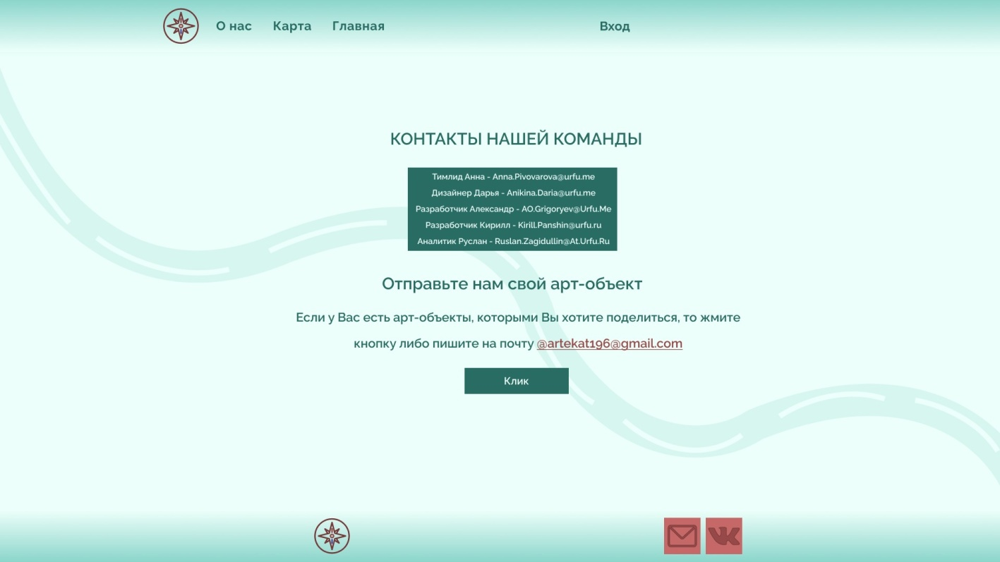 О нас Карта Главная Вход
КОНТАКТЫ НАШЕЙ КОМАНДЫ
Тимлид Анна - Anna.Pivovarova@urfu.me
Дизайнер Дарья - Anikina.Daria@urfu.me
Разработчик Александр - AO.Grigoryev@Urfu.Me
Разработчик Кирилл - Kirill.Panshin@urfu.ru
Аналитик Руслан - Ruslan.Zagidullin@At.Urfu.Ru
Отправьте нам свой арт-объект
Если у Вас есть арт-объекты, которыми Вы хотите поделиться, то жмите
кнопку либо пишите на почту @artekat196@gmail.com
Клик